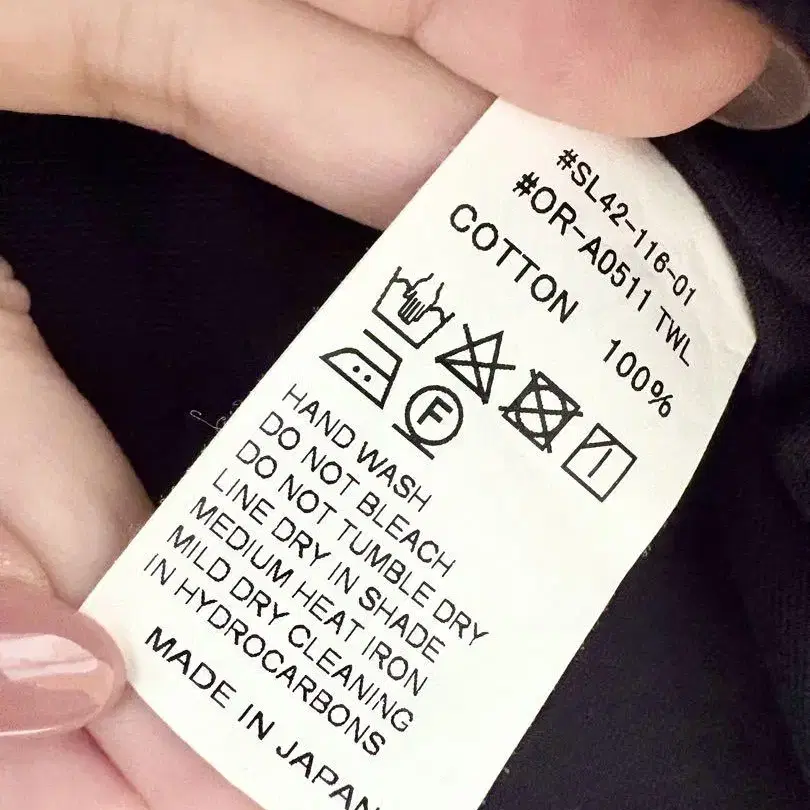 #SL42-116-01
#OR-A0511 TWL
COTTON 100%
F
HAND WASH
DO NOT BLEACH
DO NOT TUMBLE DRY
LINE DRY IN SHADE
MEDIUM HEAT IRON
MILD DRY CLEANING
IN HYDROCARBONS
MADE IN JAPAN